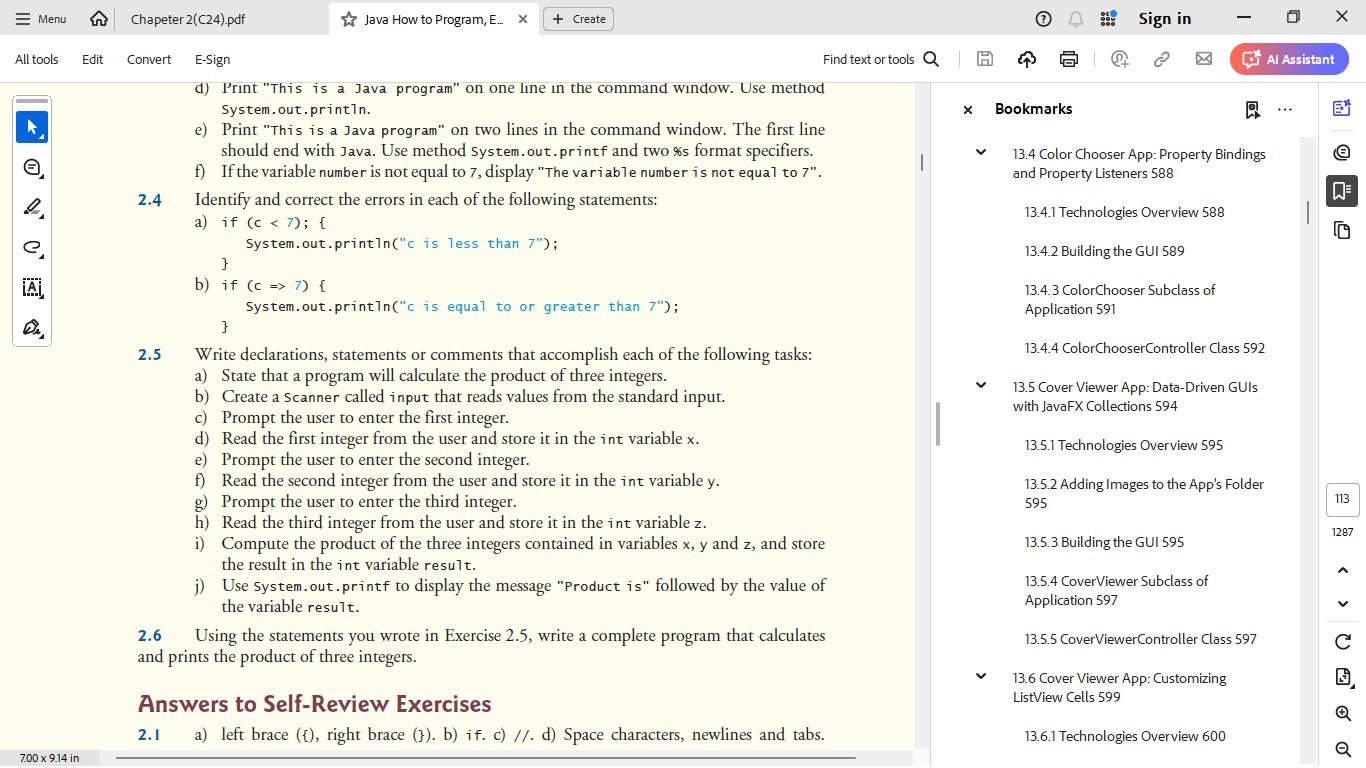 Menu
Chapeter 2(C24).pdf
Java How to Program, E...
Create
Sign in
All tools
Edit
Convert
E-Sign
Find text or tools
AI Assistant
d) Print "This is a Java program" on one line in the command window. Use method
System.out.println.
e) Print "This is a Java program" on two lines in the command window. The first line
should end with Java. Use method System.out.printf and two %s format specifiers.
f) If the variable number is not equal to 7, display "The variable number is not equal to 7".
2.4 Identify and correct the errors in each of the following statements:
a) if (c < 7); {
System.out.println("c is less than 7");
}
b) if (c => 7) {
System.out.println("c is equal to or greater than 7");
}
2.5 Write declarations, statements or comments that accomplish each of the following tasks:
a) State that a program will calculate the product of three integers.
b) Create a Scanner called input that reads values from the standard input.
c) Prompt the user to enter the first integer.
d) Read the first integer from the user and store it in the int variable x.
e) Prompt the user to enter the second integer.
f) Read the second integer from the user and store it in the int variable y.
g) Prompt the user to enter the third integer.
h) Read the third integer from the user and store it in the int variable z.
i) Compute the product of the three integers contained in variables x, y and z, and store
the result in the int variable result.
j) Use System.out.printf to display the message "Product is" followed by the value of
the variable result.
2.6 Using the statements you wrote in Exercise 2.5, write a complete program that calculates
and prints the product of three integers.
Answers to Self-Review Exercises
2.1 a) left brace ({), right brace (}). b) if. c) //. d) Space characters, newlines and tabs.
7.00 x 9.14 in
Bookmarks
13.4 Color Chooser App: Property Bindings
and Property Listeners 588
13.4.1 Technologies Overview 588
13.4.2 Building the GUI 589
13.4.3 ColorChooser Subclass of
Application 591
13.4.4 ColorChooserController Class 592
13.5 Cover Viewer App: Data-Driven GUIs
with JavaFX Collections 594
13.5.1 Technologies Overview 595
13.5.2 Adding Images to the App's Folder
595
13.5.3 Building the GUI 595
13.5.4 CoverViewer Subclass of
Application 597
13.5.5 CoverViewerController Class 597
13.6 Cover Viewer App: Customizing
ListView Cells 599
13.6.1 Technologies Overview 600
113
1287